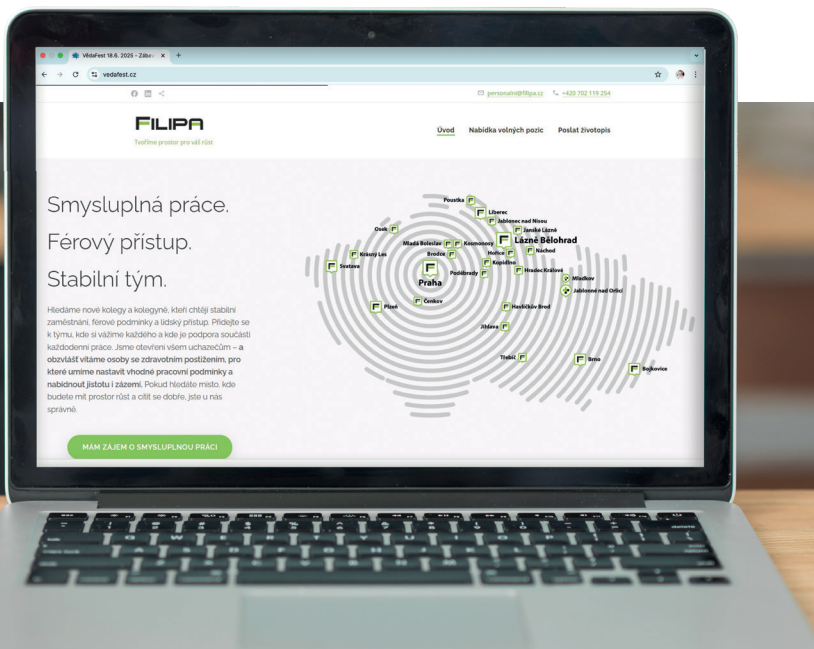 VědaFest 18.6. 2025 - Zábav
vedafest.cz
personalni@filipa.cz +420 702 119 254
FILIPA
Tvoříme prostor pro váš růst
Úvod Nabídka volných pozic Poslat životopis
Smysluplná práce.
Férový přístup.
Stabilní tým.
Hledáme nové kolegy a kolegyně, kteří chtějí stabilní
zaměstnání, férové podmínky a lidský přístup. Přidejte se
k týmu, kde si vážíme každého a kde je podpora součástí
každodenní práce. Jsme otevření všem uchazečům – a
obzvlášť vítáme osoby se zdravotním postižením, pro
které umíme nastavit vhodné pracovní podmínky a
nabídnout jistotu i zázemí. Pokud hledáte místo, kde
budete mít prostor růst a cítit se dobře, jste u nás
správně.
MÁM ZÁJEM O SMYSLUPLNOU PRÁCI
Poustka
Liberec
Jablonec nad Nisou
Osek
Janské Lázně
Mladá Boleslav
Kosmonosy
Lázně Bělohrad
Krásný Les
Brodce
Hořice
Náchod
Svatava
Kopidlno
Poděbrady
Hradec Králové
Praha
Mladkov
Jablonné nad Orlicí
Čenkov
Plzeň
Havlíčkův Brod
Jihlava
Třebíč
Brno
Bojkovice